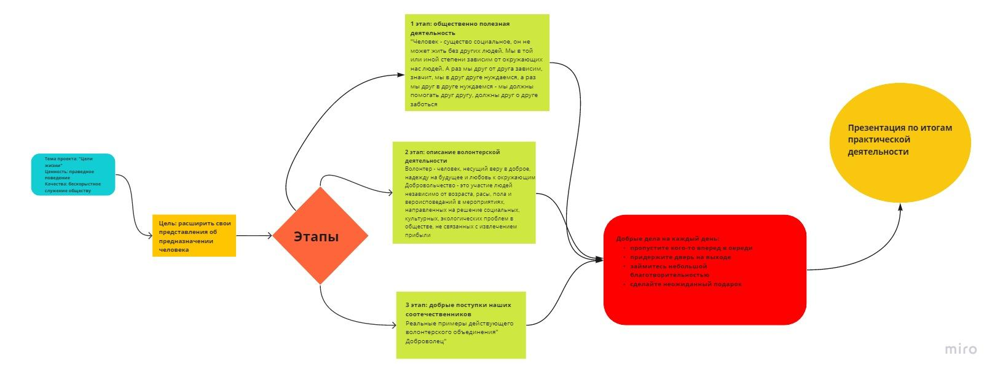 Тема проекта: "Цели
жизни"
Ценность: праведное
поведение
Качества: бескорыстное
служение обществу
Цель: расширить свои
представления об
предназначении
человека
Этапы
1 этап: общественно полезная
деятельность
"Человек - существо социальное, он не
может жить без других людей. Мы в той
или иной степени зависим от окружающих
нас людей. А раз мы друг от друга зависим,
значит, мы в друг друге нуждаемся, а раз
мы друг в друге нуждаемся - мы должны
помогать друг другу, должны друг о друге
заботься
2 этап: описание волонтерской
деятельности
Волонтер - человек, несущий веру в доброе,
надежду на будущее и любовь к окружающим
Добровольчество - это участие людей
независимо от возраста, расы, пола и
вероисповеданий в мероприятиях,
направленных на решение социальных,
культурных, экологических проблем в
обществе, не связанных с извлечением
прибыли
3 этап: добрые поступки наших
соотечественников
Реальные примеры действующего
волонтерского объединения"
Доброволец"
Добрые дела на каждый день:
• пропустите кого-то вперед в овреди
• придержите дверь на выходе
• займитесь небольшой
благотворительностью
• сделайте неожиданный подарок
Презентация по итогам
практической
деятельности
miro